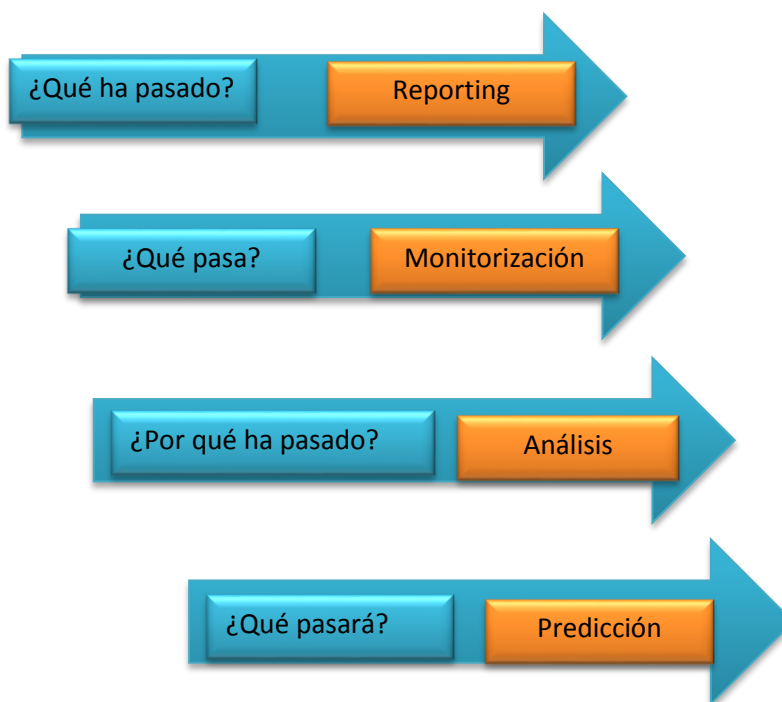 ¿Qué ha pasado?
Reporting
¿Qué pasa?
Monitorización
¿Por qué ha pasado?
Análisis
¿Qué pasará?
Predicción